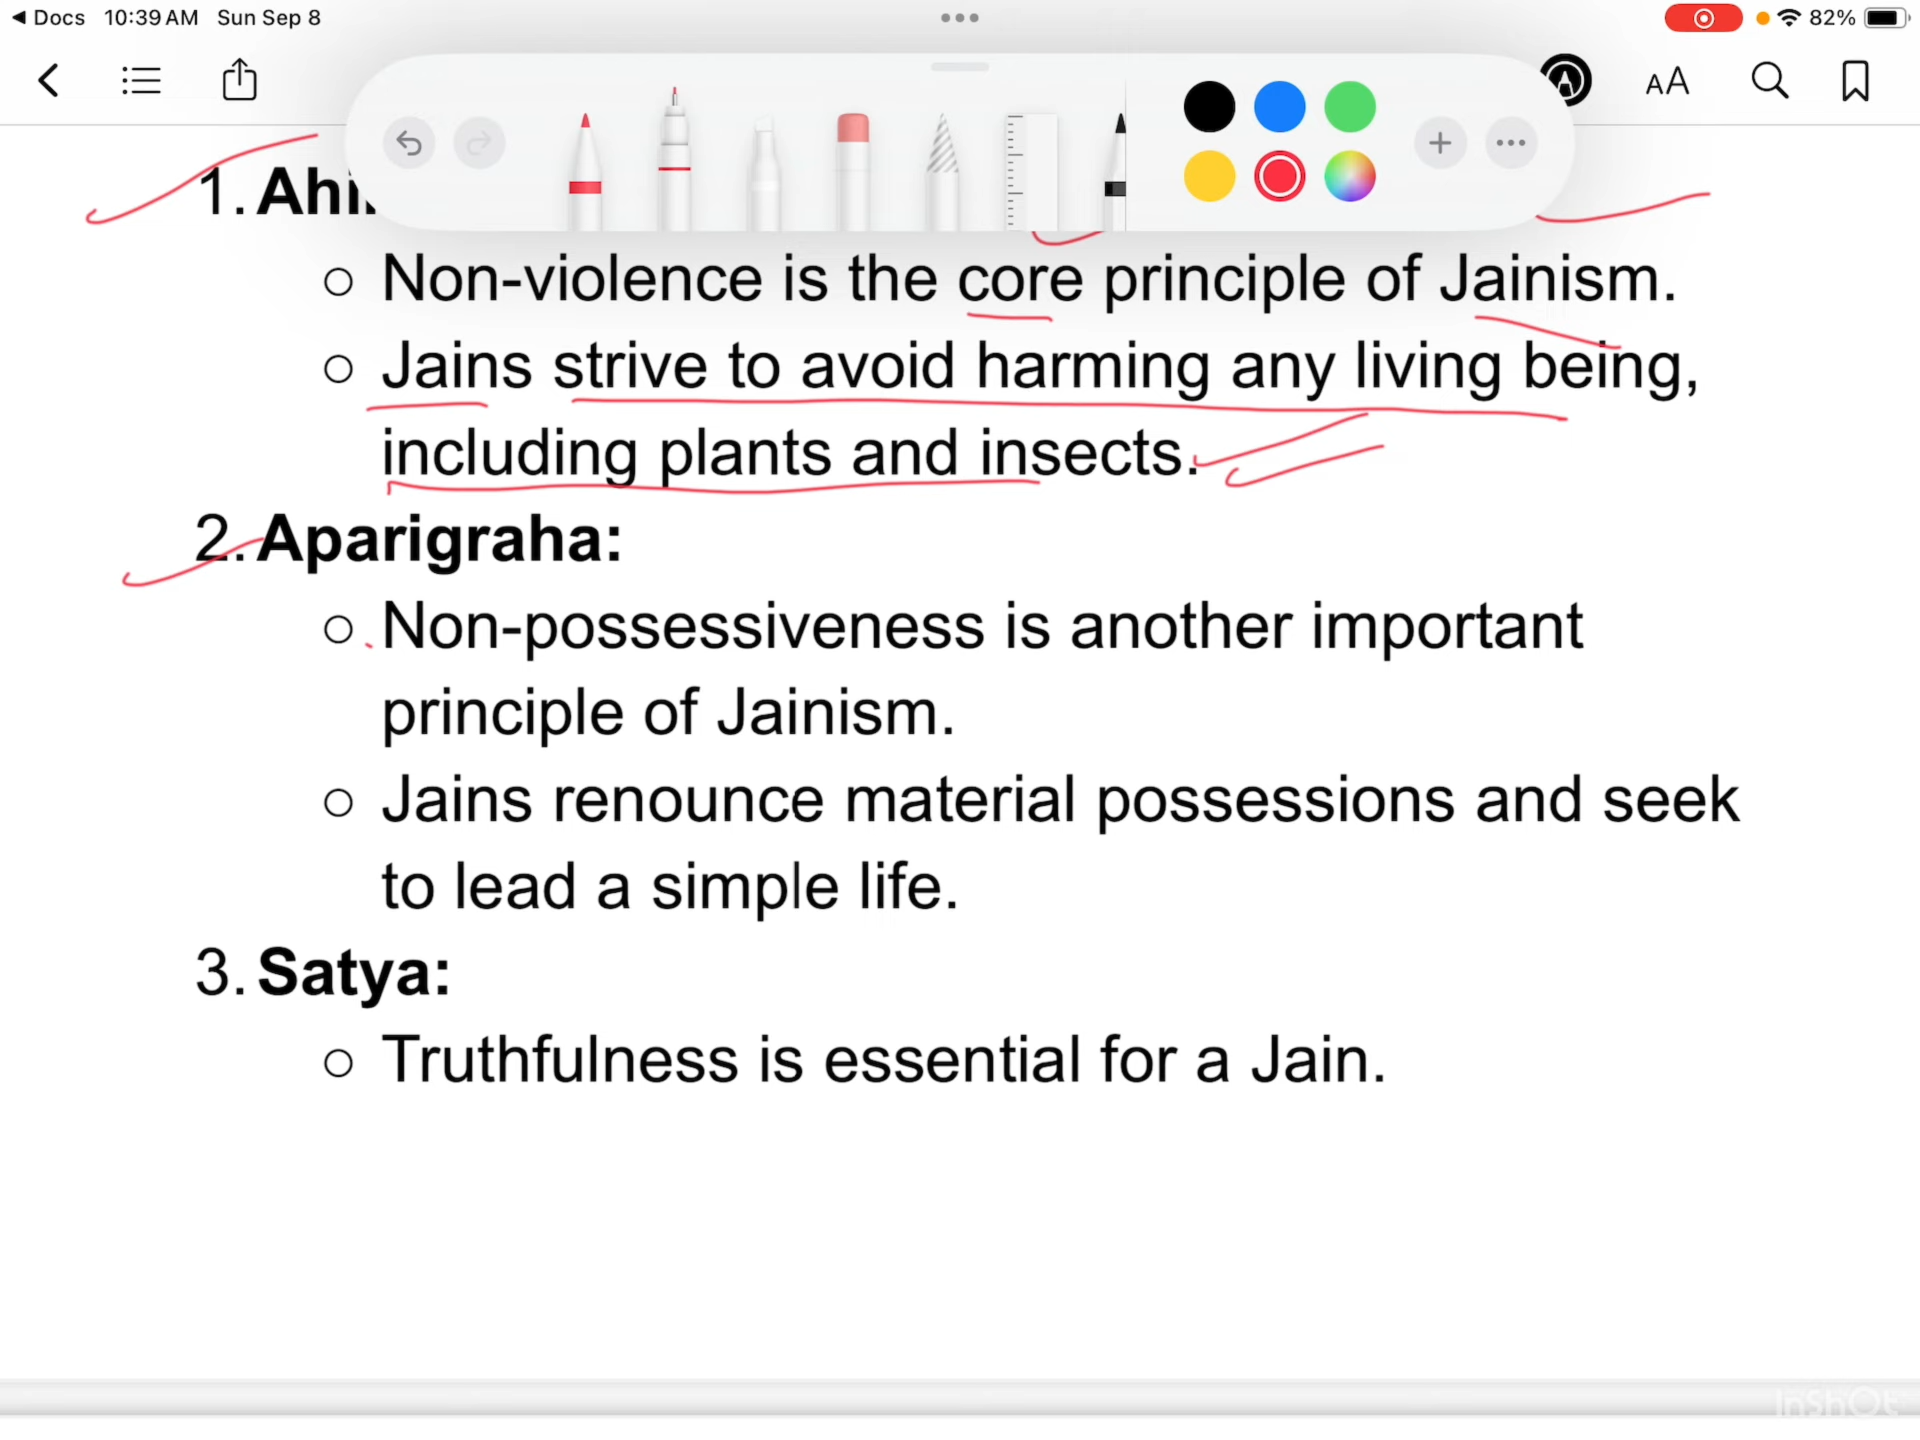 Docs 10:39 AM Sun Sep 8 82%
AA
1. Ahi
○ Non-violence is the core principle of Jainism.
○ Jains strive to avoid harming any living being,
including plants and insects.
2. Aparigraha:
○ Non-possessiveness is another important
principle of Jainism.
○ Jains renounce material possessions and seek
to lead a simple life.
3. Satya:
○ Truthfulness is essential for a Jain.
InShOt